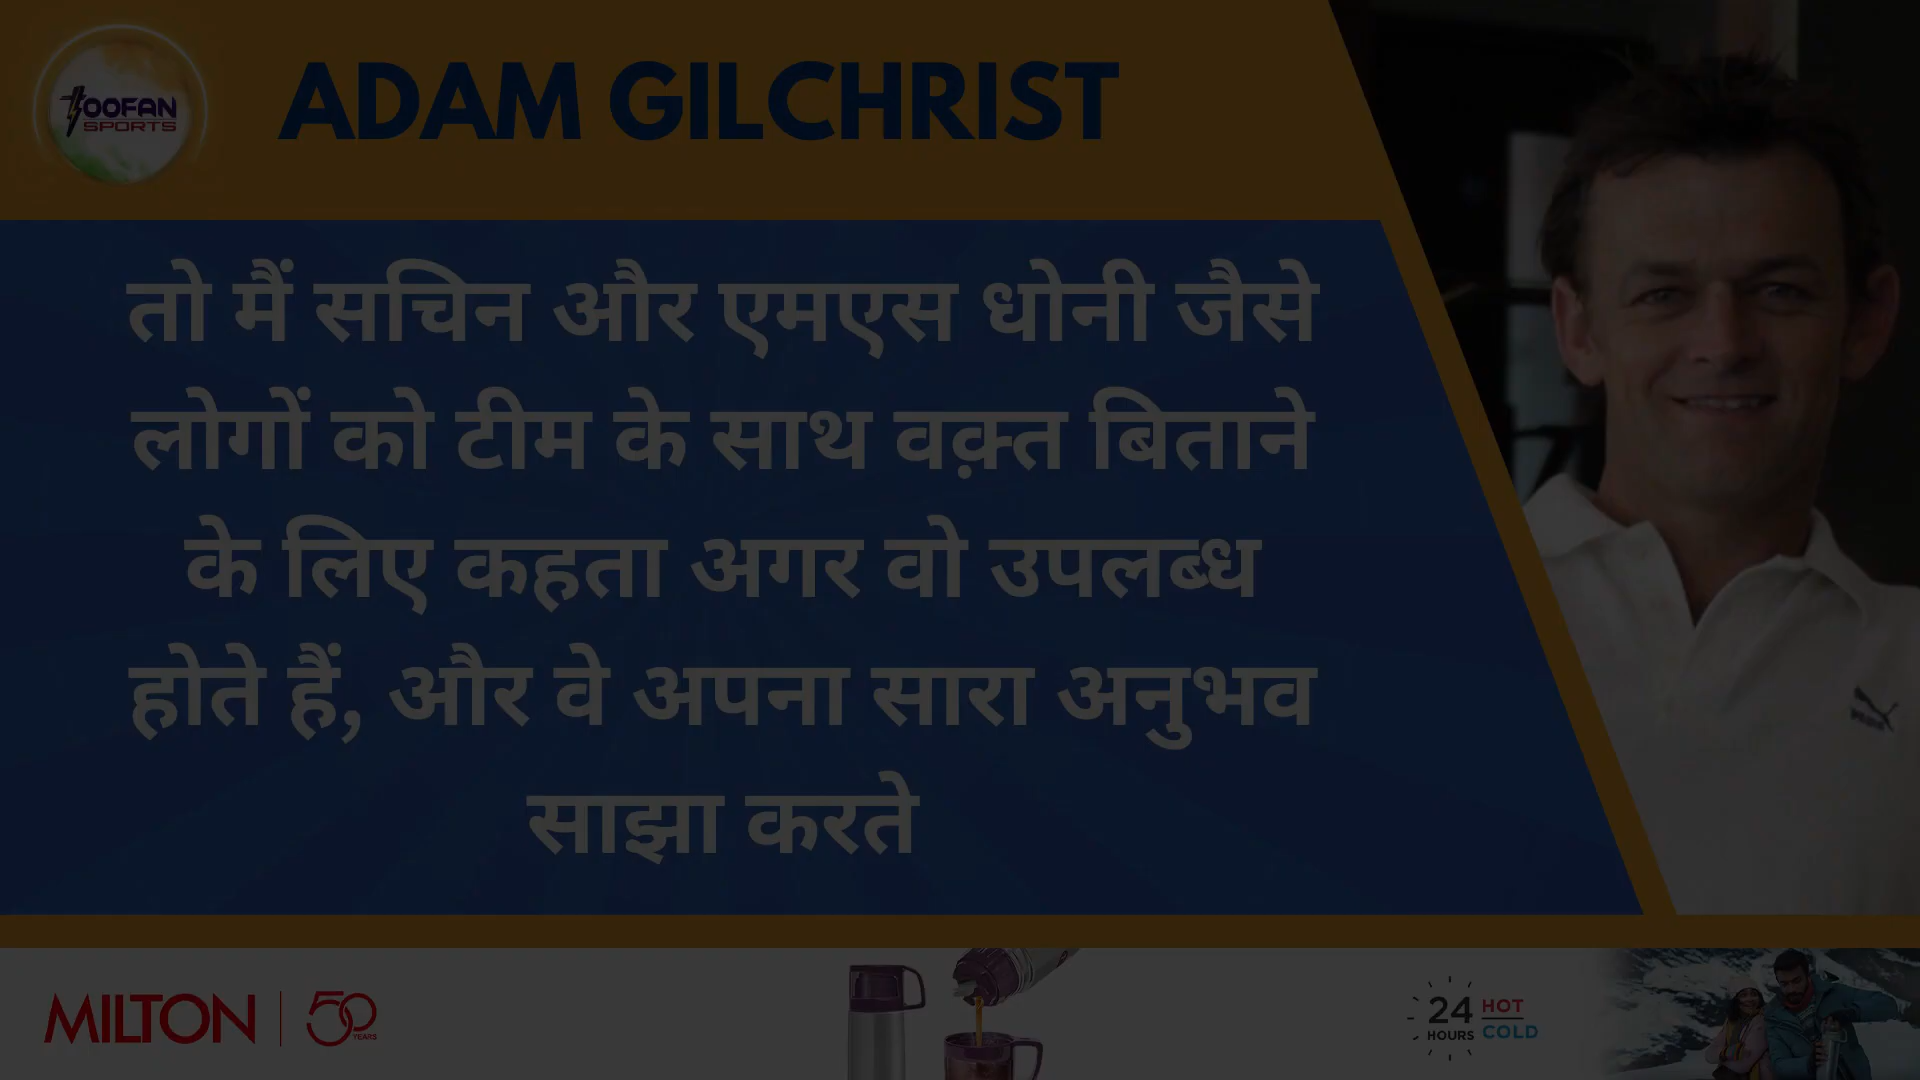 TOOFAN
SPORTS
ADAM GILCHRIST
तो मैं सचिन और एमएस धोनी जैसे
लोगों को टीम के साथ वक़्त बिताने
के लिए कहता अगर वो उपलब्ध
होते हैं, और वे अपना सारा अनुभव
साझा करते
MILTON 50
YEARS
24 HOT
HOURS COLD